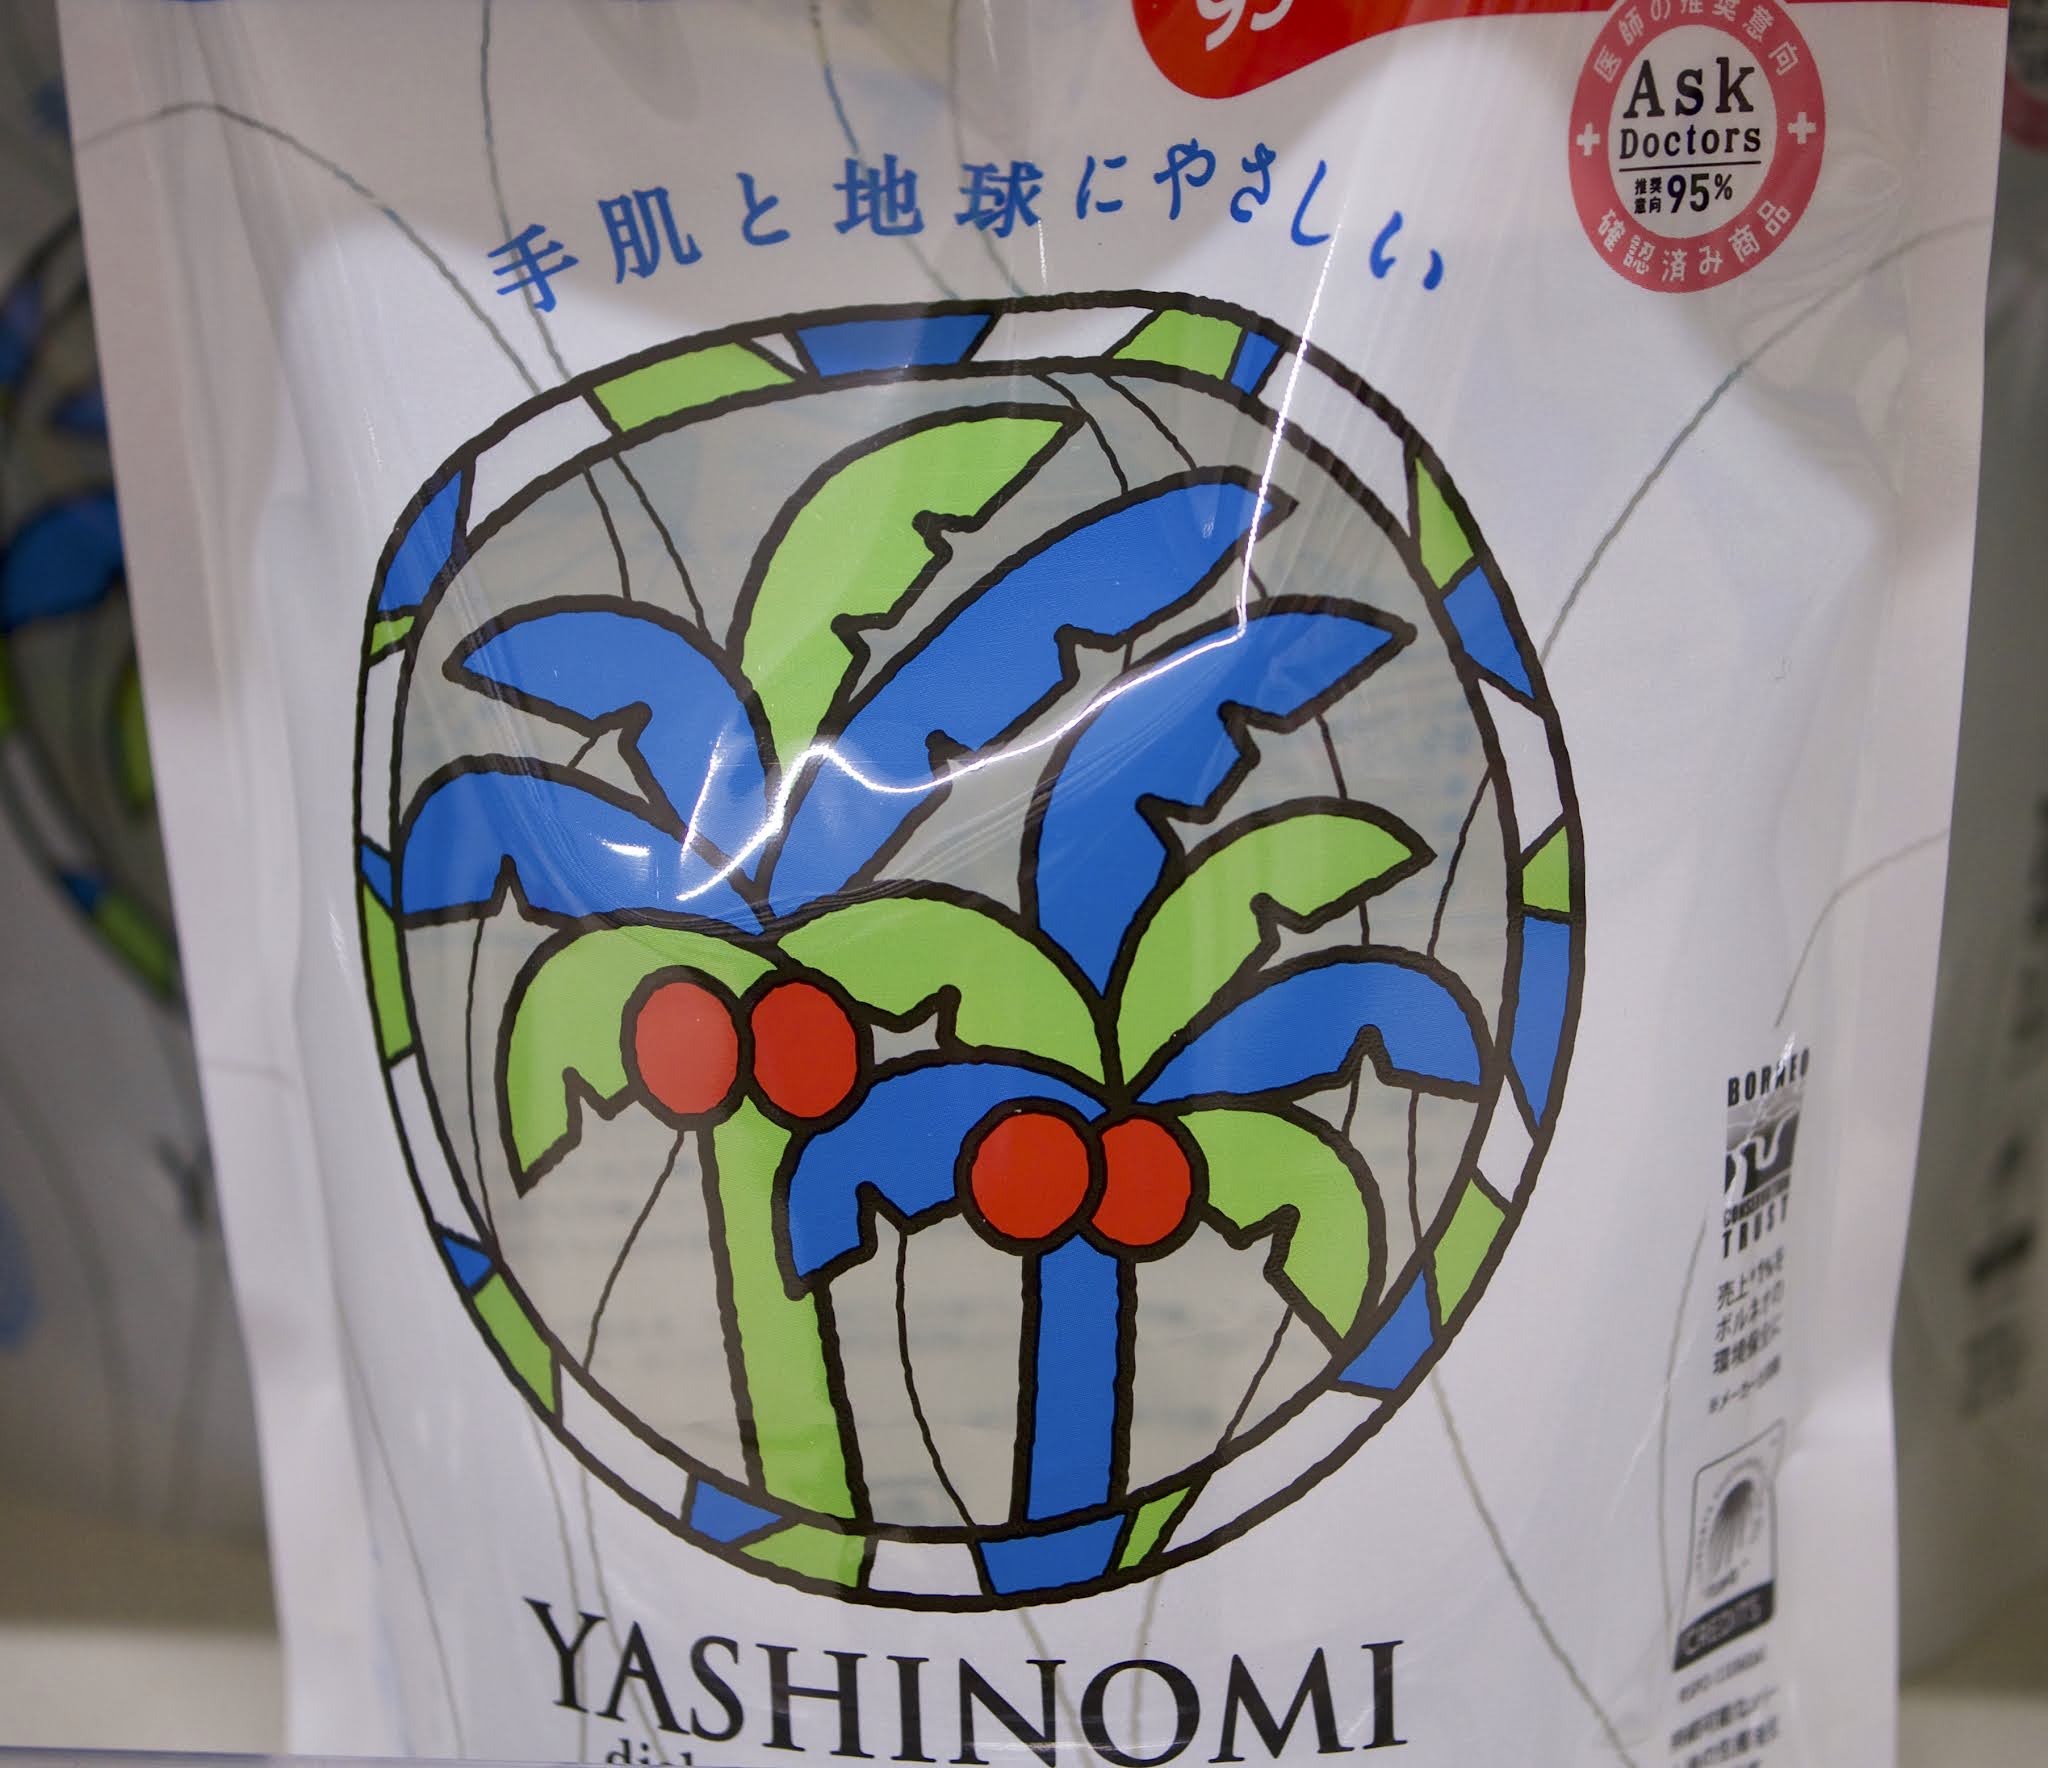 医師の推奨意向
Ask
Doctors
推奨
意向 95%
確認済み商品
手肌と地球にやさしい
BORNEO
CONSERVATION
TRUST
売上*1%を
ボルネオの
環境保全に
CREDITS
YASHINOMI